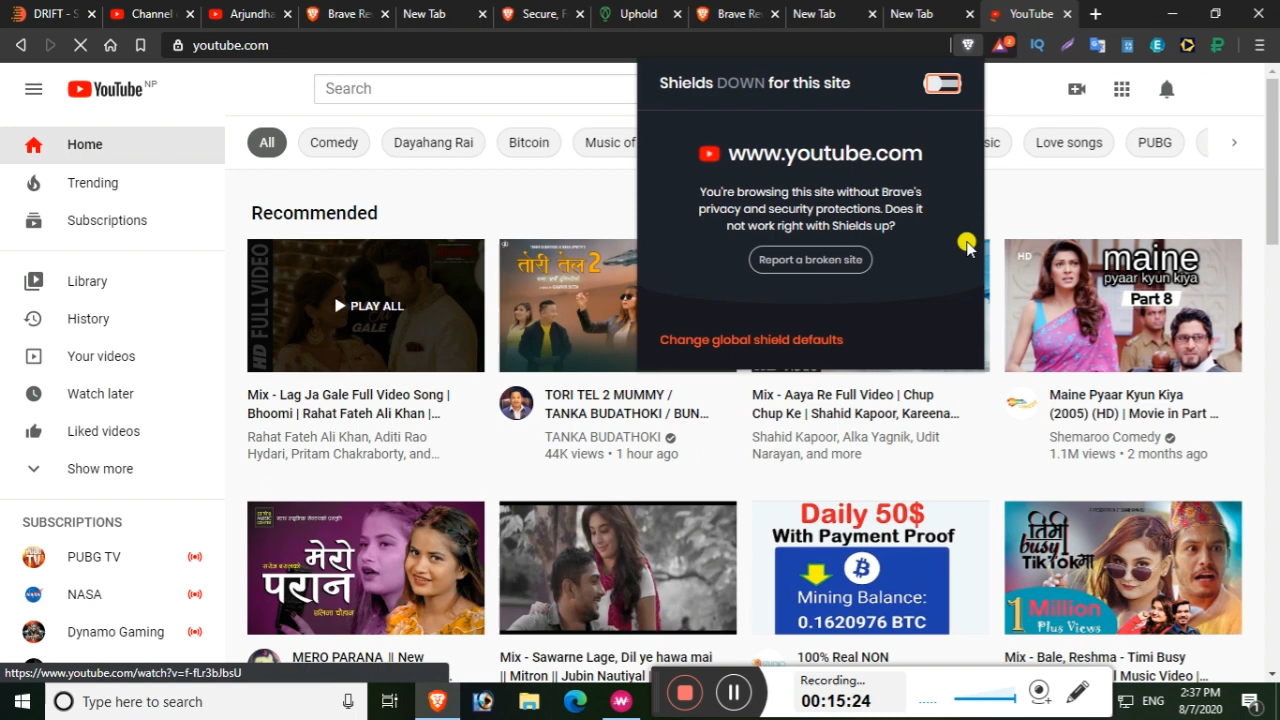 DRIFT - S
Channel d
Arjundha
Brave Re
New Tab
Secure, F
Uphold
Brave Re
New Tab
New Tab
YouTube
youtube.com
2
YouTube NP
Search
Shields DOWN for this site
www.youtube.com
You're browsing this site without Brave's
privacy and security protections. Does it
not work right with Shields up?
Report a broken site
Change global shield defaults
All
Comedy
Dayahang Rai
Bitcoin
Music of
sic
Love songs
PUBG
Home
Trending
Subscriptions
Library
History
Your videos
Watch later
Liked videos
Show more
SUBSCRIPTIONS
PUBG TV
NASA
Dynamo Gaming
Recommended
HD FULL VIDEO
GALE
PLAY ALL
तोरी तेल 2
HD
maine
pyaar kyun kiya
Part 8
Mix - Lag Ja Gale Full Video Song |
Bhoomi | Rahat Fateh Ali Khan |...
Rahat Fateh Ali Khan, Aditi Rao
Hydari, Pritam Chakraborty, and...
TORI TEL 2 MUMMY /
TANKA BUDATHOKI / BUN...
TANKA BUDATHOKI
44K views • 1 hour ago
Mix - Aaya Re Full Video | Chup
Chup Ke | Shahid Kapoor, Kareena...
Shahid Kapoor, Alka Yagnik, Udit
Narayan, and more
Maine Pyaar Kyun Kiya
(2005) (HD) | Movie in Part ...
Shemaroo Comedy
1.1M views • 2 months ago
मेरो
परान
Daily 50$
With Payment Proof
Mining Balance:
0.1620976 BTC
तिमी
busy
TikTokमा
1 Million
Plus Views
MERO PARANA || New
Mix - Sawarne Lage, Dil ye hawa mai
|| Mitron || Jubin Nautiyal
100% Real NON
Mix - Bale, Reshma - Timi Busy
https://www.youtube.com/watch?v=f-fLr3bJbsU
Type here to search
Recording...
00:15:24
ENG
2:37 PM
8/7/2020
1